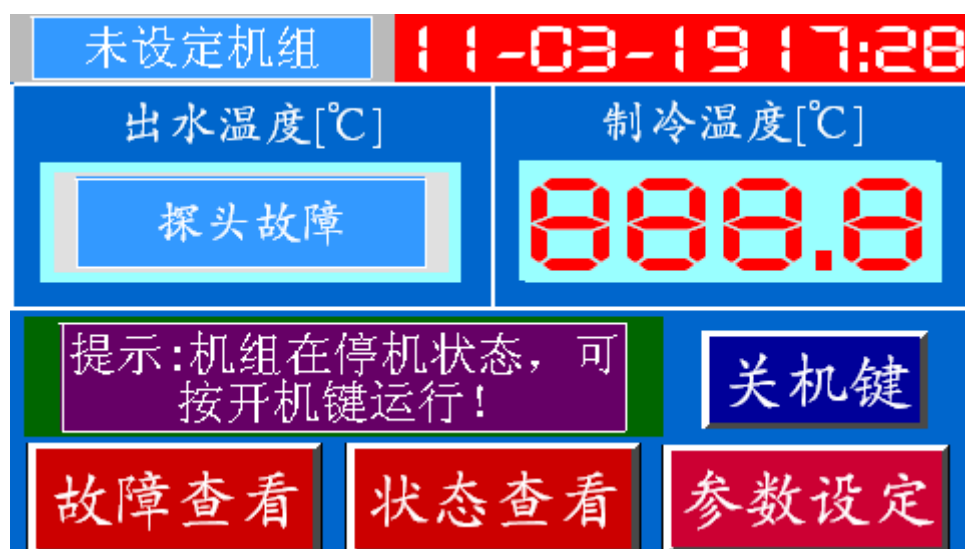 未设定机组
11-03-19 17:28
出水温度[℃]
制冷温度[℃]
探头故障
888.8
提示:机组在停机状态，可
按开机键运行!
关机键
故障查看
状态查看
参数设定